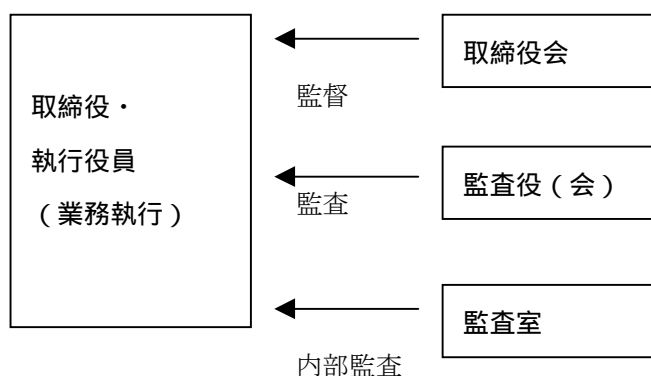 取締役・
執行役員
（業務執行）
取締役会
監督
監査役（会）
監査
監査室
内部監査